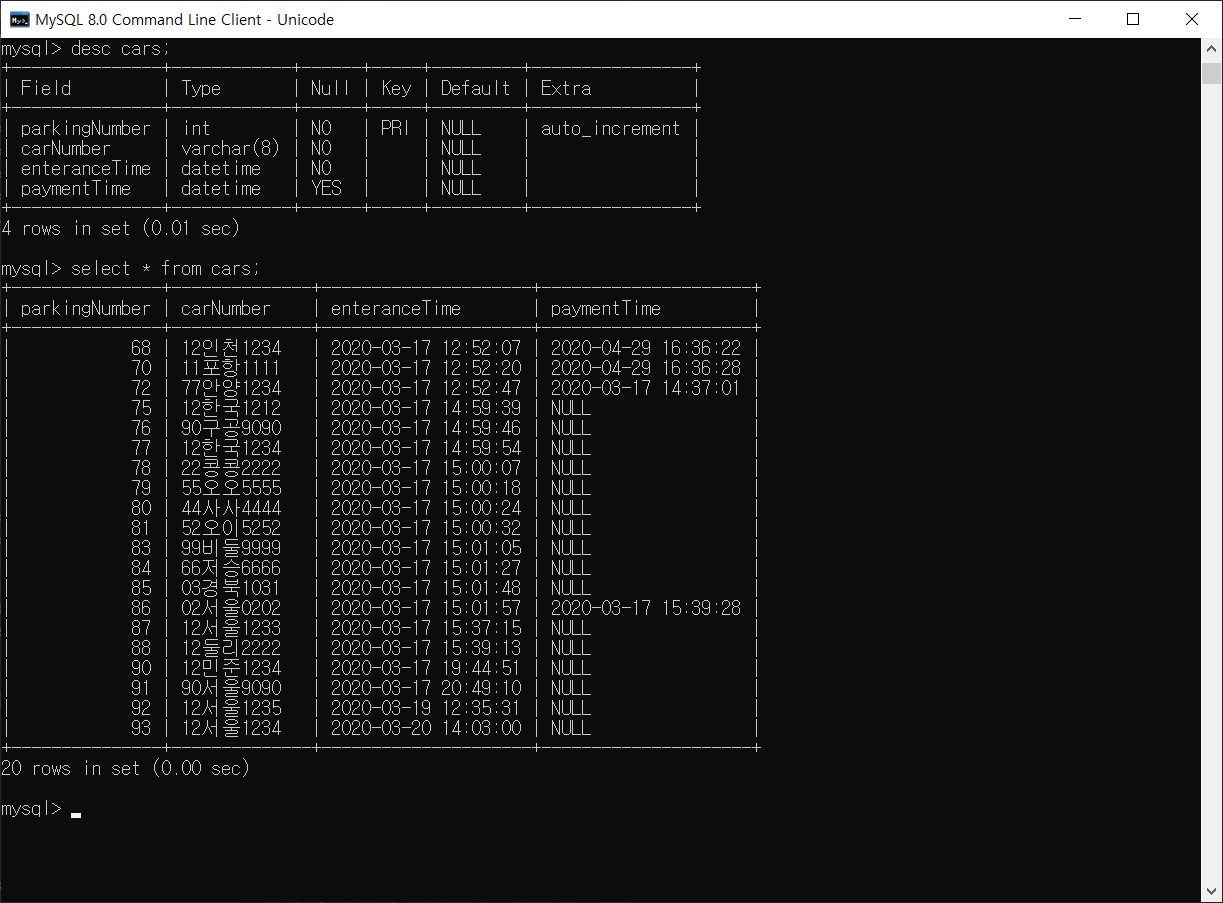 MySQL 8.0 Command Line Client - Unicode
mysql> desc cars;
+---------------+------------+------+-----+---------+----------------+
| Field | Type | Null | Key | Default | Extra |
+---------------+------------+------+-----+---------+----------------+
| parkingNumber | int | NO | PRI | NULL | auto_increment |
| carNumber | varchar(8) | NO | | NULL | |
| enteranceTime | datetime | NO | | NULL | |
| paymentTime | datetime | YES | | NULL | |
+---------------+------------+------+-----+---------+----------------+
4 rows in set (0.01 sec)
mysql> select * from cars;
+---------------+--------------+---------------------+---------------------+
| parkingNumber | carNumber | enteranceTime | paymentTime |
+---------------+--------------+---------------------+---------------------+
| 68 | 12인천1234 | 2020-03-17 12:52:07 | 2020-04-29 16:36:22 |
| 70 | 11포항1111 | 2020-03-17 12:52:20 | 2020-04-29 16:36:28 |
| 72 | 77안양1234 | 2020-03-17 12:52:47 | 2020-03-17 14:37:01 |
| 75 | 12한국1212 | 2020-03-17 14:59:39 | NULL |
| 76 | 90구공9090 | 2020-03-17 14:59:46 | NULL |
| 77 | 12한국1234 | 2020-03-17 14:59:54 | NULL |
| 78 | 22콩콩2222 | 2020-03-17 15:00:07 | NULL |
| 79 | 55오오5555 | 2020-03-17 15:00:18 | NULL |
| 80 | 44사사4444 | 2020-03-17 15:00:24 | NULL |
| 81 | 52오이5252 | 2020-03-17 15:00:32 | NULL |
| 83 | 99비둘9999 | 2020-03-17 15:01:05 | NULL |
| 84 | 66저승6666 | 2020-03-17 15:01:27 | NULL |
| 85 | 03경북1031 | 2020-03-17 15:01:48 | NULL |
| 86 | 02서울0202 | 2020-03-17 15:01:57 | 2020-03-17 15:39:28 |
| 87 | 12서울1233 | 2020-03-17 15:37:15 | NULL |
| 88 | 12둘리2222 | 2020-03-17 15:39:13 | NULL |
| 90 | 12민준1234 | 2020-03-17 19:44:51 | NULL |
| 91 | 90서울9090 | 2020-03-17 20:49:10 | NULL |
| 92 | 12서울1235 | 2020-03-19 12:35:31 | NULL |
| 93 | 12서울1234 | 2020-03-20 14:03:00 | NULL |
+---------------+--------------+---------------------+---------------------+
20 rows in set (0.00 sec)
mysql>